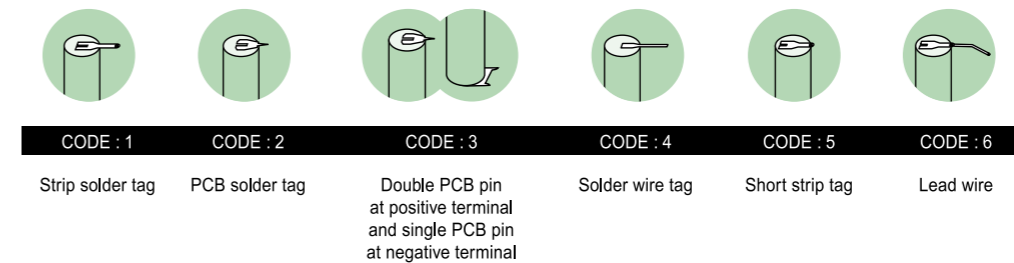 CODE : 1
CODE : 2
CODE : 3
CODE : 4
CODE : 5
CODE : 6
Strip solder tag
PCB solder tag
Double PCB pin
at positive terminal
and single PCB pin
at negative terminal
Solder wire tag
Short strip tag
Lead wire